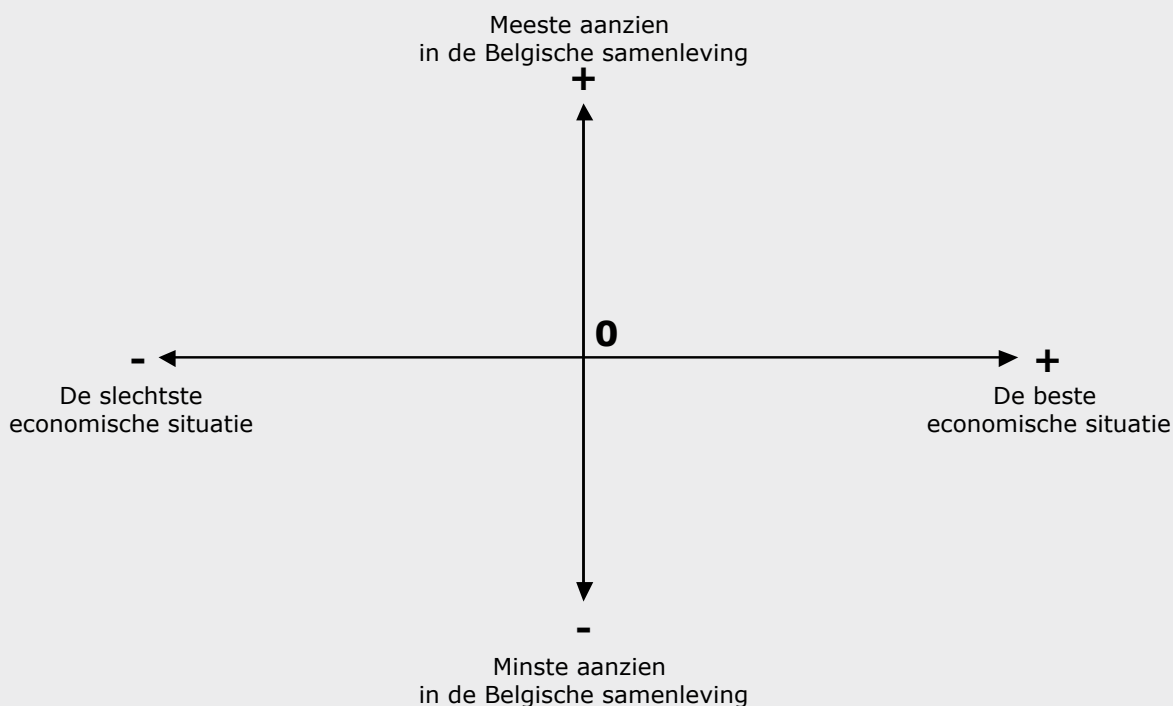 Meeste aanzien
in de Belgische samenleving
+
0
-
+
De slechtste
economische situatie
De beste
economische situatie
-
Minste aanzien
in de Belgische samenleving